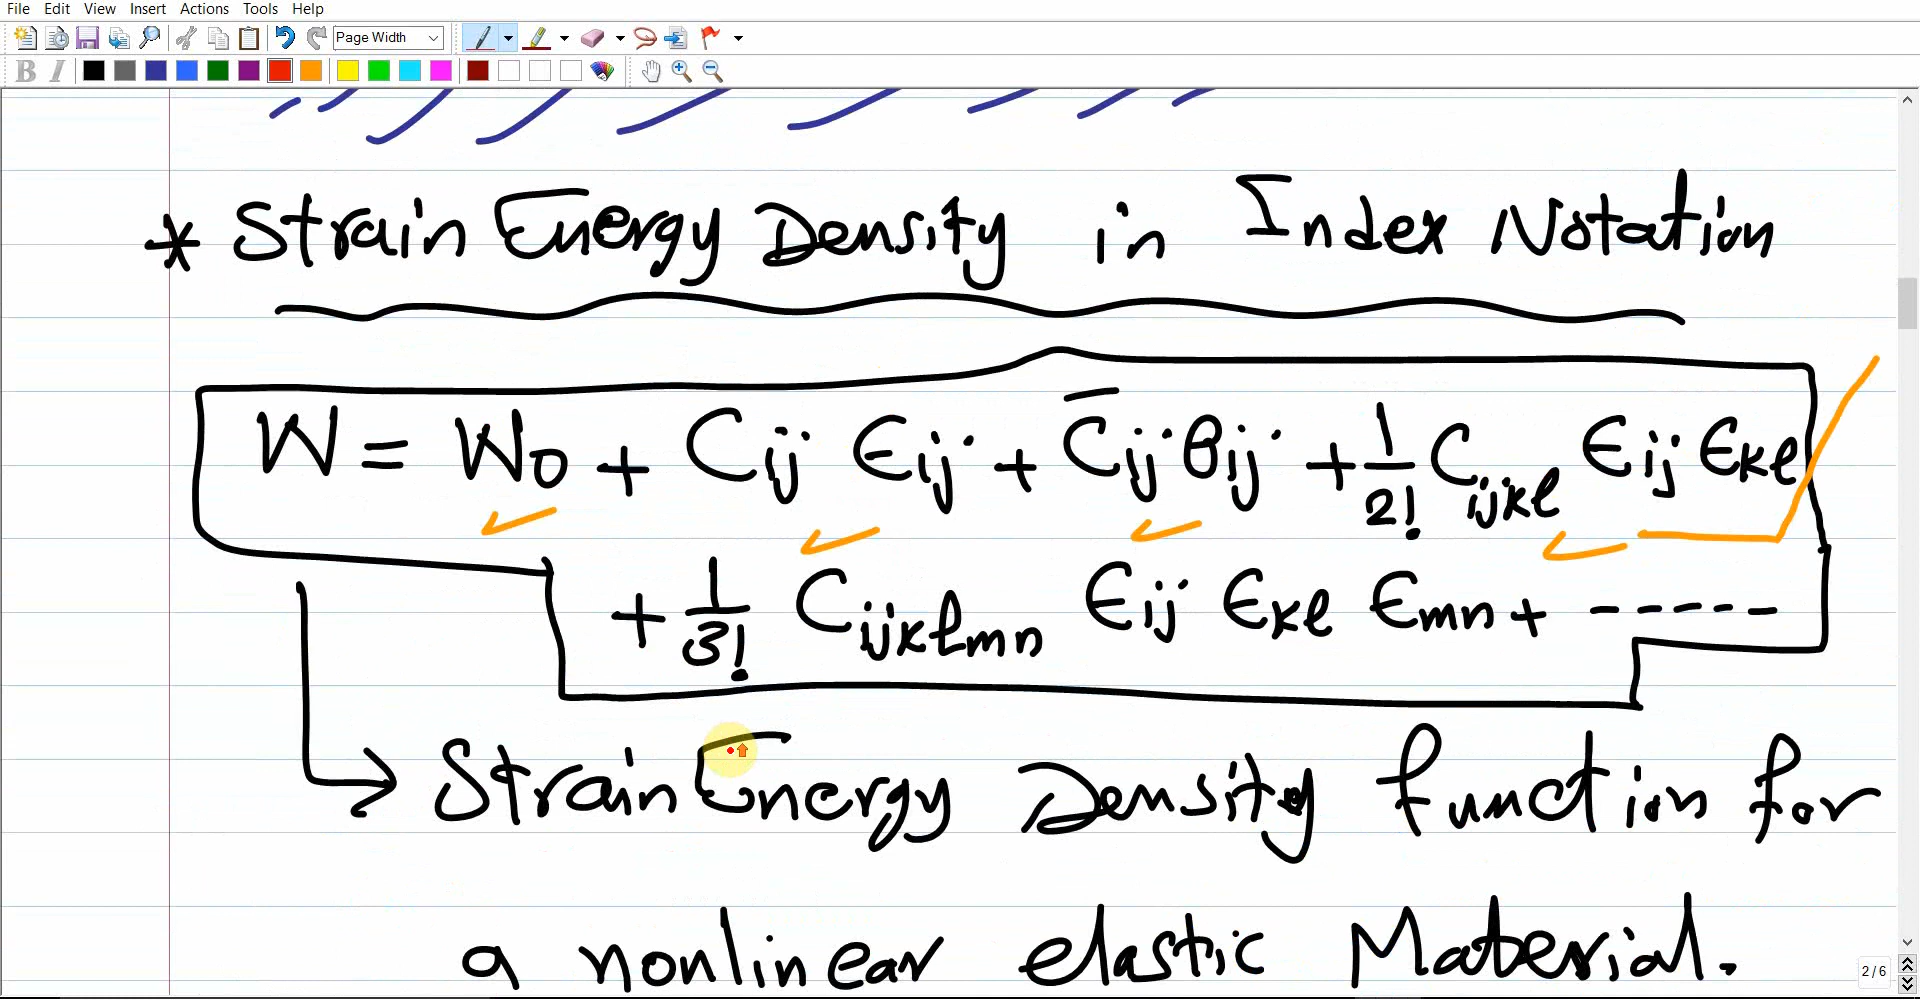 File Edit View Insert Actions Tools Help
Page Width
B I
* Strain Energy Density in Index Notation
W = W₀ + Cij ϵij + C̅ij θij + 1/2! Cijkl ϵij ϵkl
+ 1/3! Cijklmn ϵij ϵkl ϵmn + - - - - -
→ Strain Energy Density function for
a nonlinear elastic Material.
2 / 6